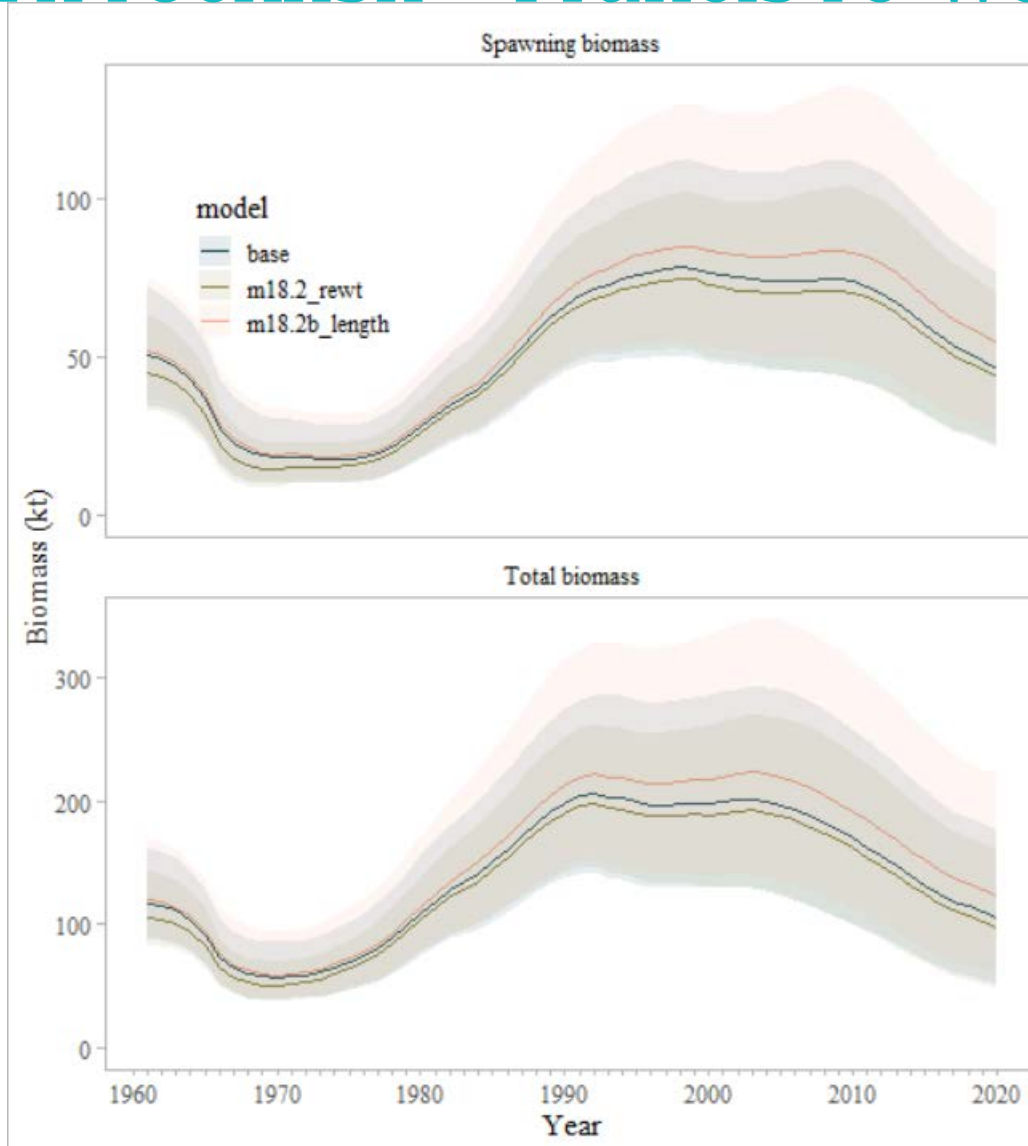 Spawning biomass
100
50
0
model
base
m18.2_rewt
m18.2b_length
Biomass (kt)
Total biomass
300
200
100
0
1960 1970 1980 1990 2000 2010 2020
Year